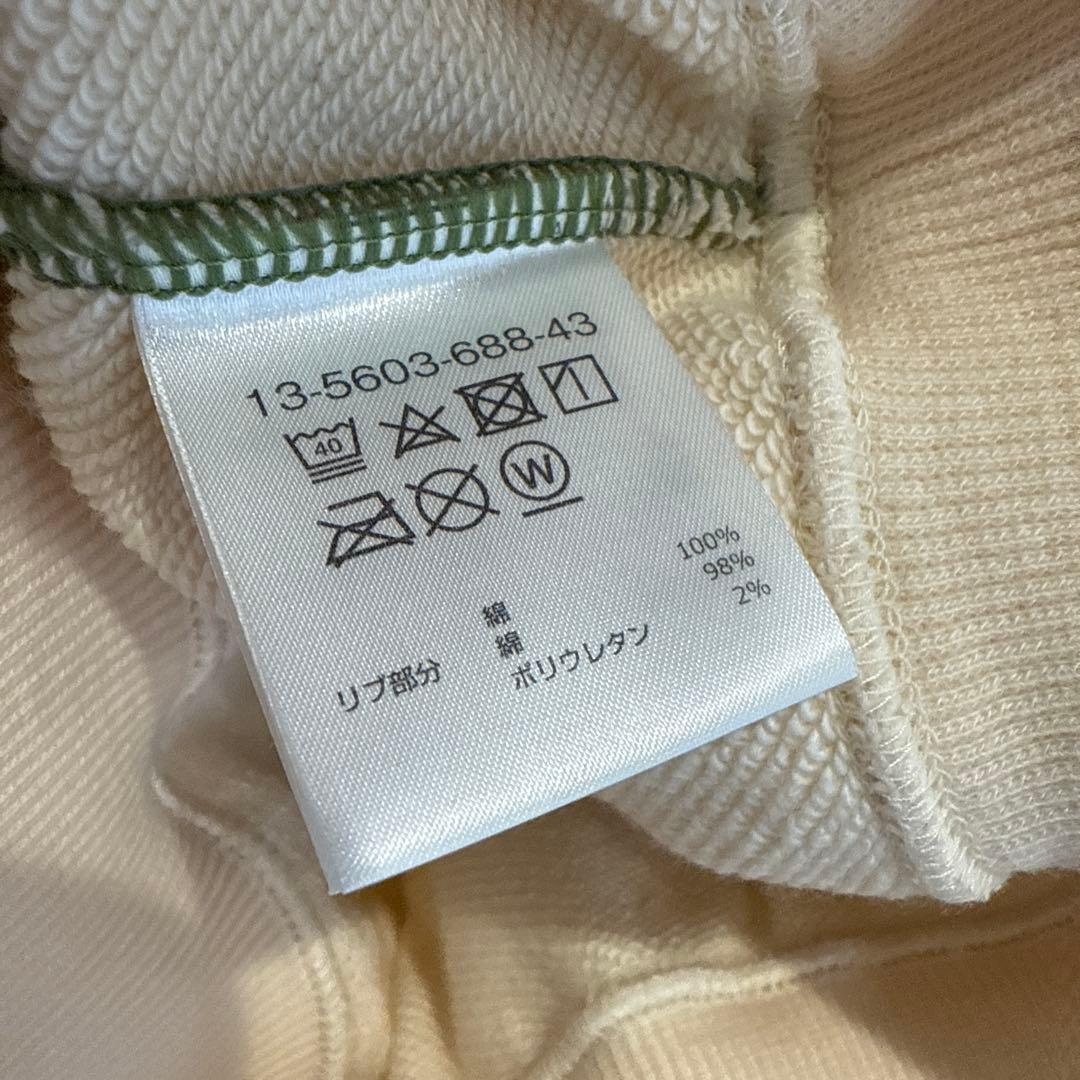 13-5603-688-43
40
W
綿 100%
リブ部分 綿 98%
ポリウレタン 2%